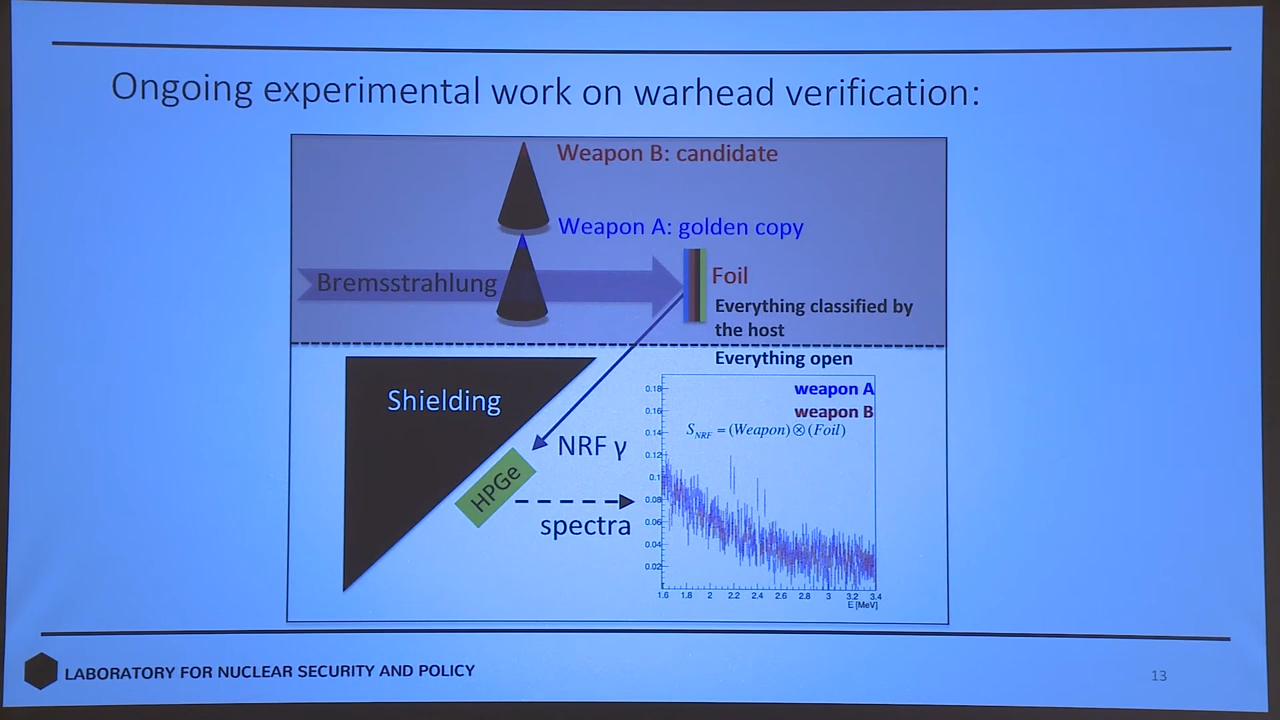 Ongoing experimental work on warhead verification:
Weapon B: candidate
Weapon A: golden copy
Bremsstrahlung
Foil
Everything classified by
the host
Everything open
Shielding
NRF γ
HPGe
spectra
weapon A
weapon B
S_NRF = (Weapon) ⊗ (Foil)
0.18
0.16
0.14
0.12
0.1
0.08
0.06
0.04
0.02
1.6 1.8 2 2.2 2.4 2.6 2.8 3 3.2 3.4
E [MeV]
LABORATORY FOR NUCLEAR SECURITY AND POLICY
13